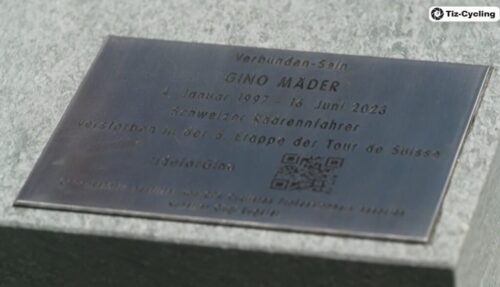 Tiz-Cycling
Verbunden-Sein
GINO MÄDER
4. Januar 1997 - 16. Juni 2023
Schweizer Radrennfahrer
verstorben in der 5. Etappe der Tour de Suisse
#rideforGino